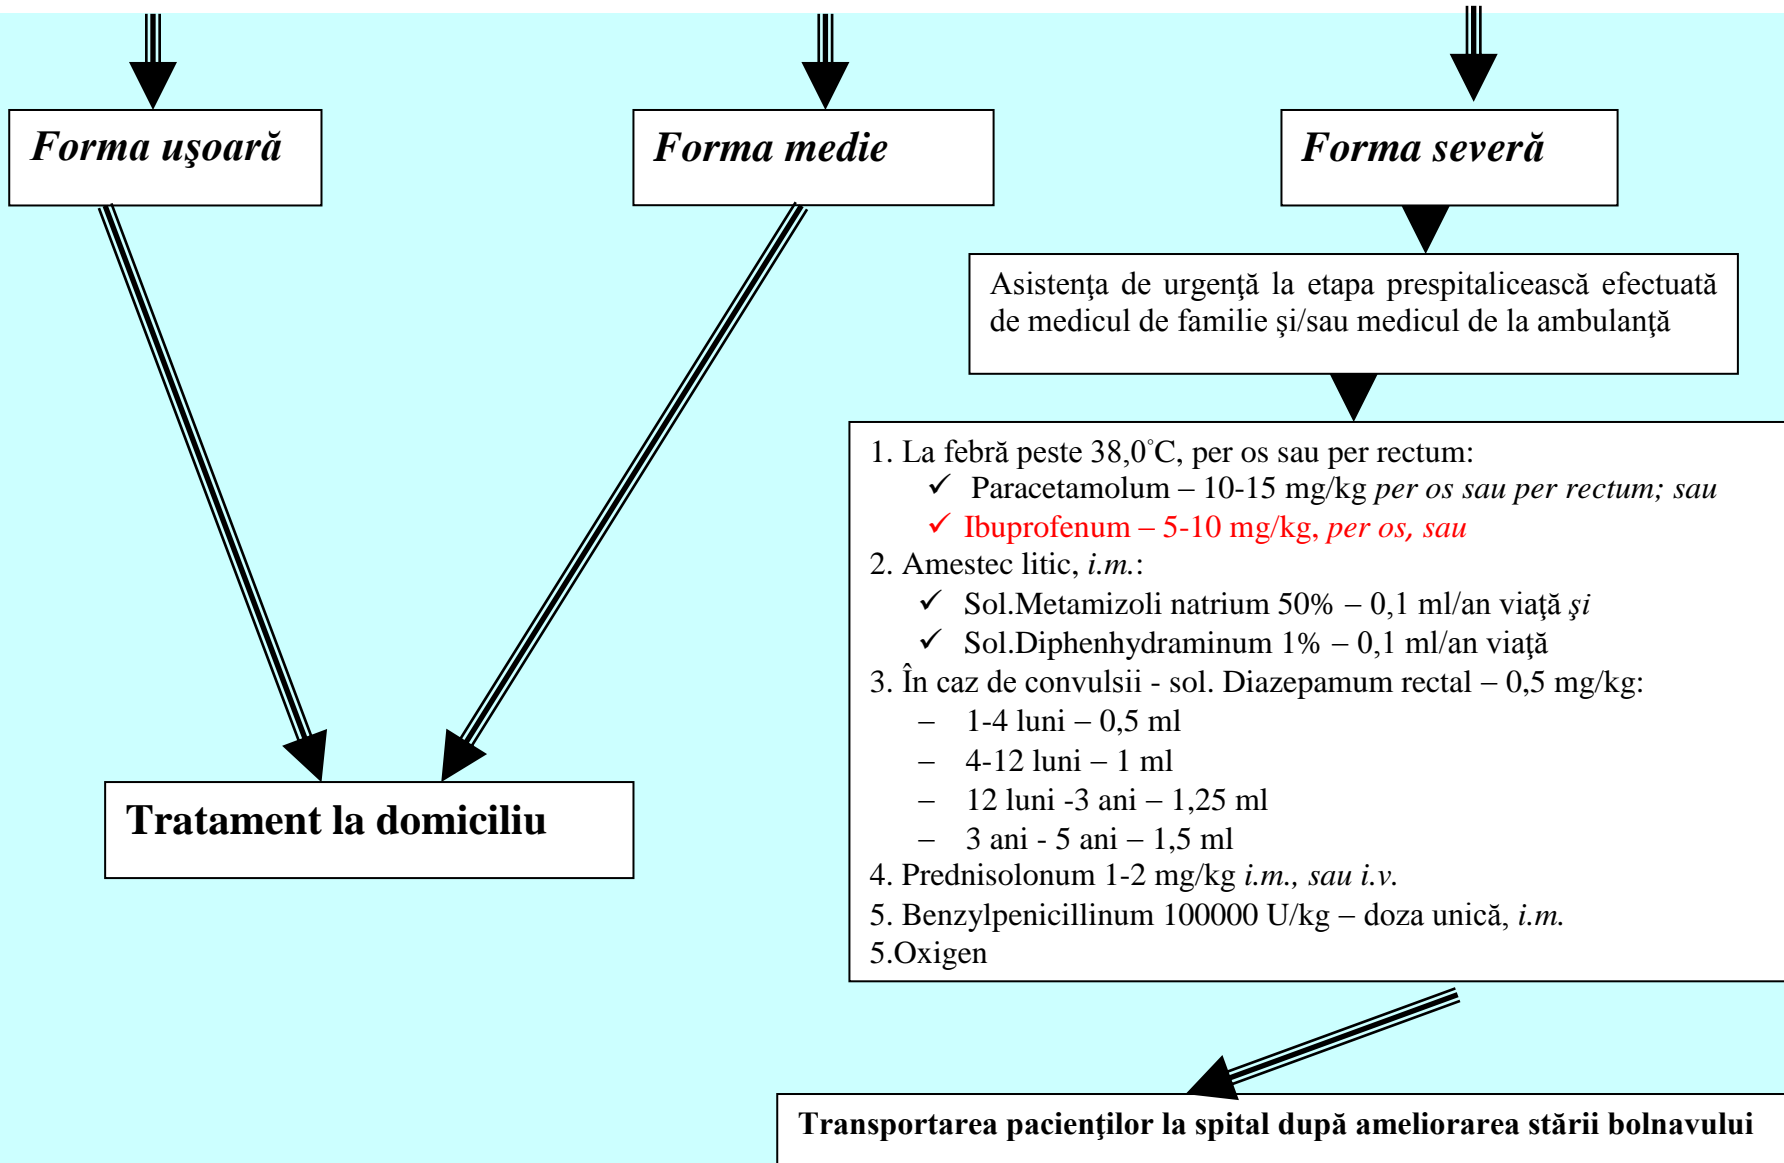 Forma uşoară
Forma medie
Forma severă
Asistenţa de urgenţă la etapa prespitalicească efectuată
de medicul de familie şi/sau medicul de la ambulanţă
1. La febră peste 38,0°C, per os sau per rectum:
✓ Paracetamolum – 10-15 mg/kg per os sau per rectum; sau
✓ Ibuprofenum – 5-10 mg/kg, per os, sau
2. Amestec litic, i.m.:
✓ Sol.Metamizoli natrium 50% – 0,1 ml/an viaţă şi
✓ Sol.Diphenhydraminum 1% – 0,1 ml/an viaţă
3. În caz de convulsii - sol. Diazepamum rectal – 0,5 mg/kg:
– 1-4 luni – 0,5 ml
– 4-12 luni – 1 ml
– 12 luni -3 ani – 1,25 ml
– 3 ani - 5 ani – 1,5 ml
4. Prednisolonum 1-2 mg/kg i.m., sau i.v.
5. Benzylpenicillinum 100000 U/kg – doza unică, i.m.
5.Oxigen
Tratament la domiciliu
Transportarea pacienţilor la spital după ameliorarea stării bolnavului